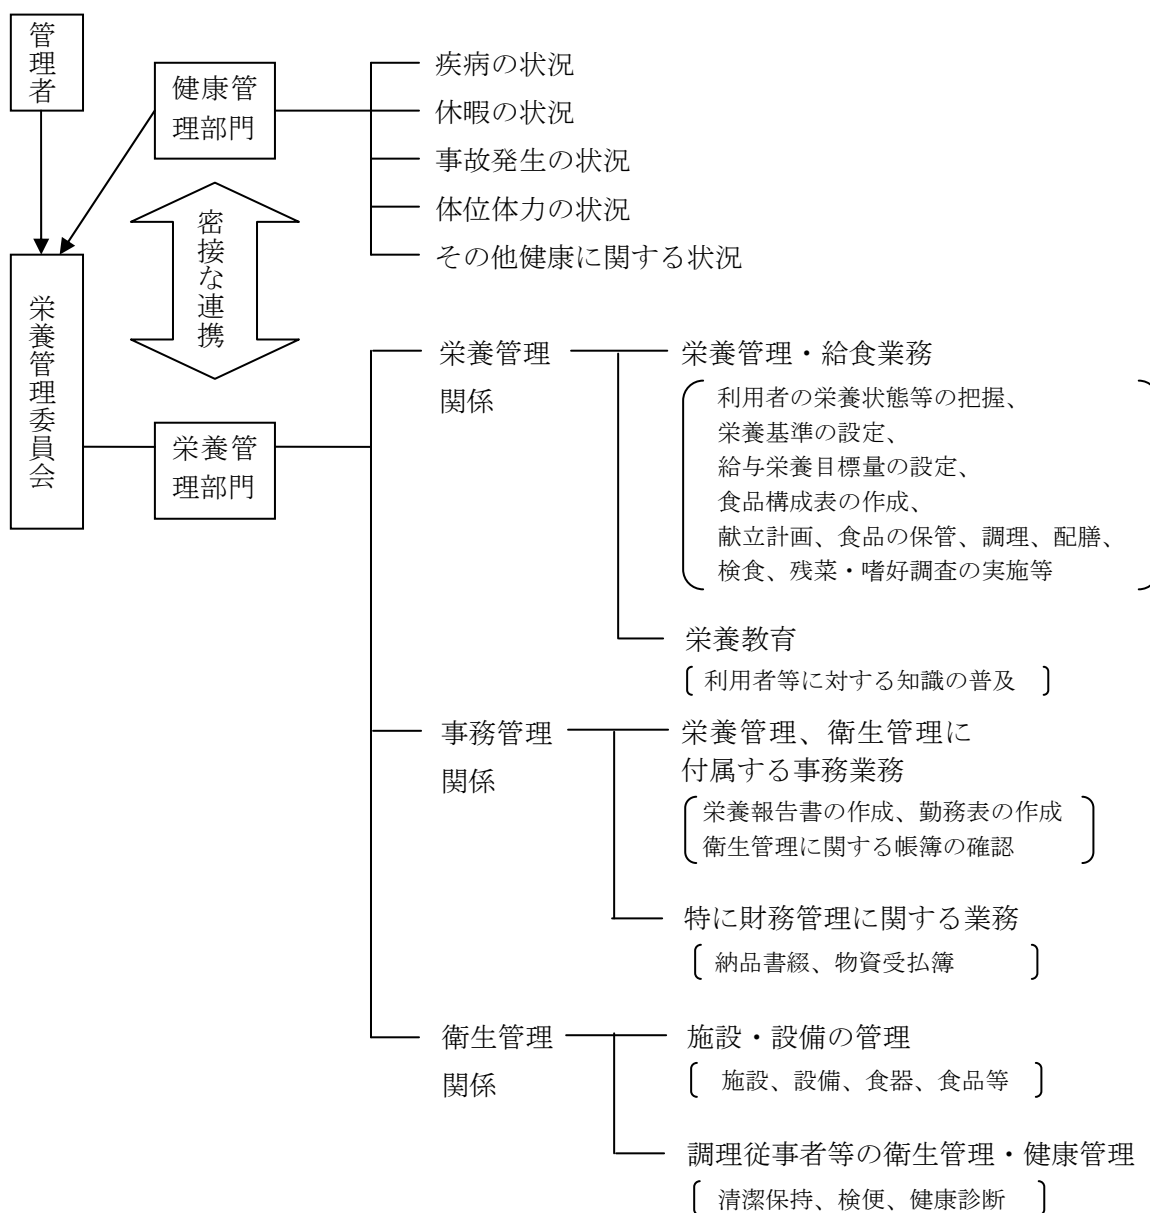 管理者
健康管
理部門
疾病の状況
休暇の状況
事故発生の状況
体位体力の状況
その他健康に関する状況
密接な連携
栄養管理委員会
栄養管
理部門
栄養管理
関係
栄養管理・給食業務
利用者の栄養状態等の把握、
栄養基準の設定、
給与栄養目標量の設定、
食品構成表の作成、
献立計画、食品の保管、調理、配膳、
検食、残菜・嗜好調査の実施等
栄養教育
利用者等に対する知識の普及
事務管理
関係
栄養管理、衛生管理に
付属する事務業務
栄養報告書の作成、勤務表の作成
衛生管理に関する帳簿の確認
特に財務管理に関する業務
納品書綴、物資受払簿
衛生管理
関係
施設・設備の管理
施設、設備、食器、食品等
調理従事者等の衛生管理・健康管理
清潔保持、検便、健康診断